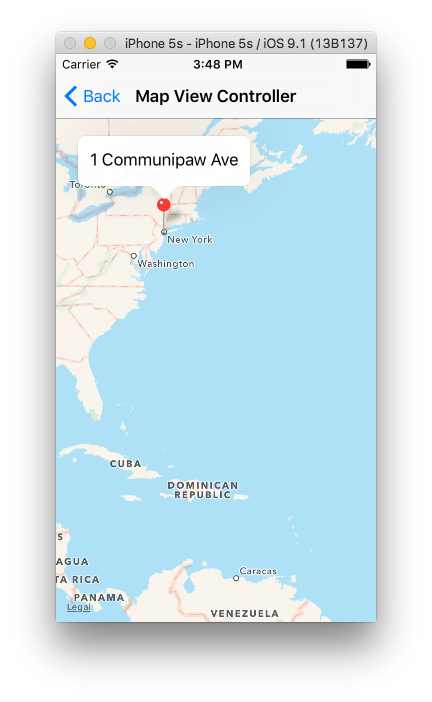 iPhone 5s - iPhone 5s / iOS 9.1 (13B137)
Carrier 3:48 PM
Back Map View Controller
1 Communipaw Ave
Toronto
New York
Washington
CUBA
DOMINICAN
REPUBLIC
S
AGUA
TA RICA
Caracas
PANAMA
Legal
VENEZUELA